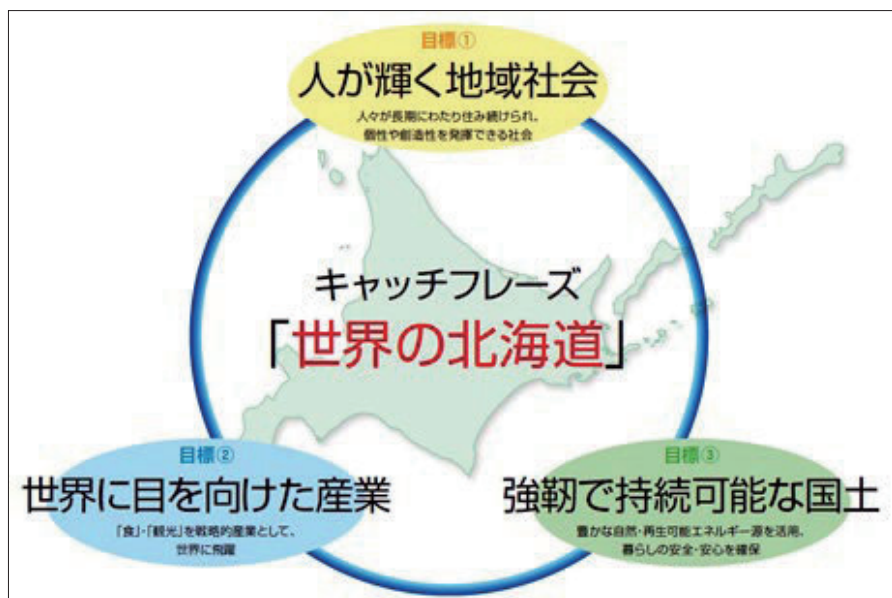 目標①
人が輝く地域社会
人々が長期にわたり住み続けられ、
個性や創造性を発揮できる社会
キャッチフレーズ
「世界の北海道」
目標②
世界に目を向けた産業
「食」・「観光」を戦略的産業として、
世界に飛躍
目標③
強靭で持続可能な国土
豊かな自然・再生可能エネルギー源を活用、
暮らしの安全・安心を確保